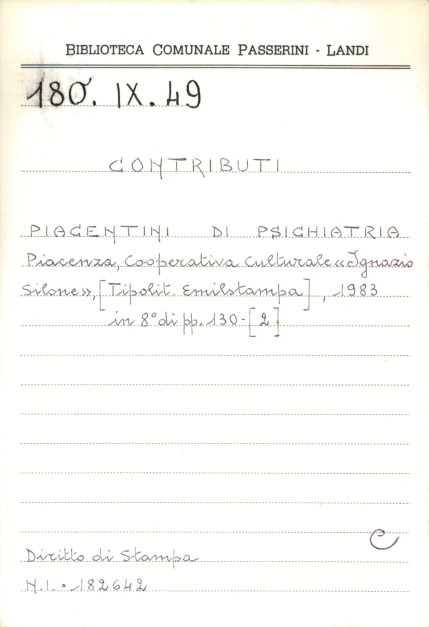 BIBLIOTECA COMUNALE PASSERINI - LANDI
180. IX. 49
CONTRIBUTI
PIACENTINI DI PSICHIATRIA
Piacenza, Cooperativa Culturale «Ignazio
Silone», [Tipolit. Emilstampa], 1983
in 8° di pp. 130-[2]
C
Diritto di Stampa
N.I. 182642